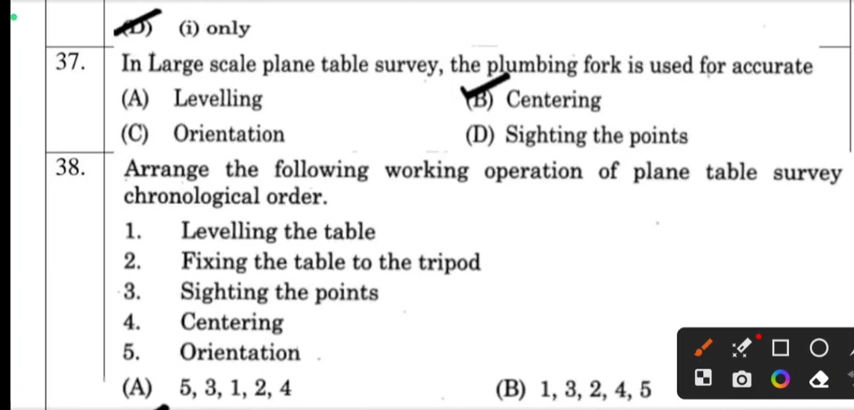 (D) (i) only
37. In Large scale plane table survey, the plumbing fork is used for accurate
(A) Levelling (B) Centering
(C) Orientation (D) Sighting the points
38. Arrange the following working operation of plane table survey
chronological order.
1. Levelling the table
2. Fixing the table to the tripod
3. Sighting the points
4. Centering
5. Orientation
(A) 5, 3, 1, 2, 4 (B) 1, 3, 2, 4, 5